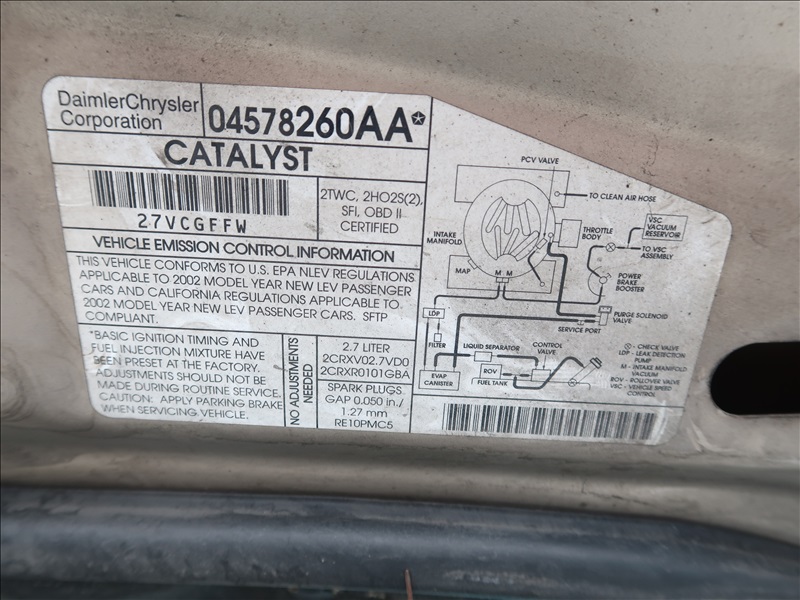 DaimlerChrysler
Corporation
04578260AA
CATALYST
27VCGFFW
2TWC, 2HO2S(2),
SFI, OBD II
CERTIFIED
VEHICLE EMISSION CONTROL INFORMATION
THIS VEHICLE CONFORMS TO U.S. EPA NLEV REGULATIONS
APPLICABLE TO 2002 MODEL YEAR NEW LEV PASSENGER
CARS AND CALIFORNIA REGULATIONS APPLICABLE TO
2002 MODEL YEAR NEW LEV PASSENGER CARS. SFTP
COMPLIANT.
*BASIC IGNITION TIMING AND
FUEL INJECTION MIXTURE HAVE
BEEN PRESET AT THE FACTORY.
ADJUSTMENTS SHOULD NOT BE
MADE DURING ROUTINE SERVICE.
CAUTION: APPLY PARKING BRAKE
WHEN SERVICING VEHICLE.
NO ADJUSTMENTS
NEEDED
2.7 LITER
2CRXV02.7VD0
2CRXR0101GBA
SPARK PLUGS
GAP 0.050 in./
1.27 mm
RE10PMC5
PCV VALVE
TO CLEAN AIR HOSE
INTAKE
MANIFOLD
THROTTLE
BODY
VSC
VACUUM
RESERVOIR
TO VSC
ASSEMBLY
MAP
M M
POWER
BRAKE
BOOSTER
LDP
PURGE SOLENOID
VALVE
SERVICE PORT
FILTER
LIQUID SEPARATOR
CONTROL
VALVE
ROV
EVAP
CANISTER
FUEL TANK
- CHECK VALVE
LDP - LEAK DETECTION
PUMP
M - INTAKE MANIFOLD
VACUUM
ROV - ROLLOVER VALVE
VSC - VEHICLE SPEED
CONTROL